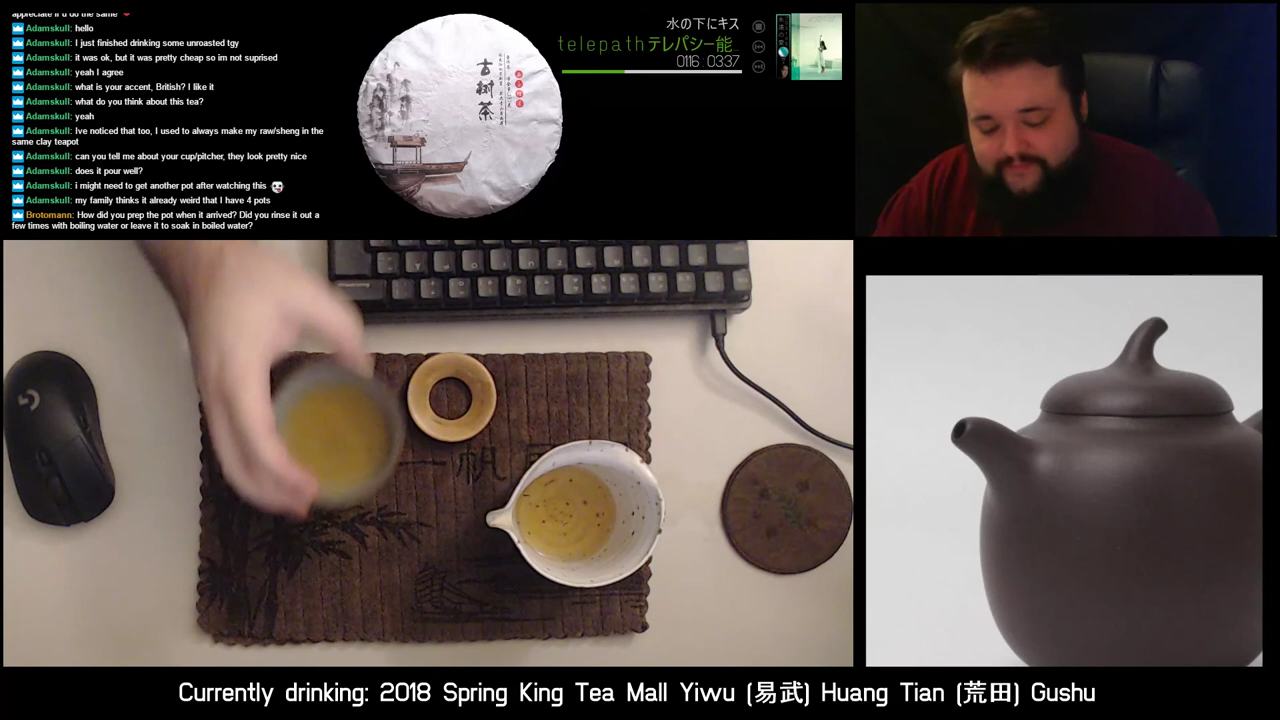 appreciate if u do the same
Adamskull: hello
Adamskull: I just finished drinking some unroasted tgy
Adamskull: it was ok, but it was pretty cheap so im not suprised
Adamskull: yeah I agree
Adamskull: what is your accent, British? I like it
Adamskull: what do you think about this tea?
Adamskull: yeah
Adamskull: Ive noticed that too, I used to always make my raw/sheng in the
same clay teapot
Adamskull: can you tell me about your cup/pitcher, they look pretty nice
Adamskull: does it pour well?
Adamskull: i might need to get another pot after watching this
Adamskull: my family thinks it already weird that I have 4 pots
Brotomann: How did you prep the pot when it arrived? Did you rinse it out a
few times with boiling water or leave it to soak in boiled water?
古树茶
水の下にキス
telepathテレパシー能…
01:16 : 03:37
一帆
Currently drinking: 2018 Spring King Tea Mall Yiwu (易武) Huang Tian (荒田) Gushu